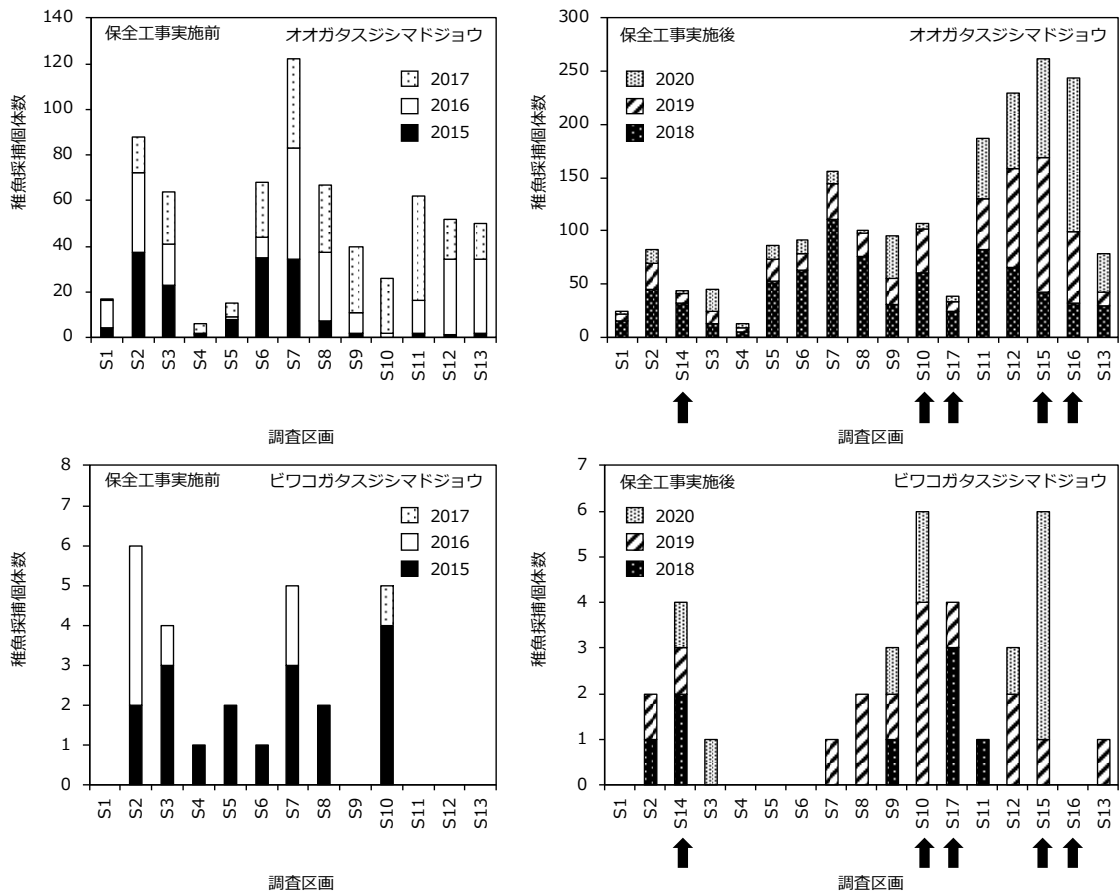 保全工事実施前
オオガタスジシマドジョウ
2017
2016
2015
稚魚採捕個体数
140
120
100
80
60
40
20
0
S1
S2
S3
S4
S5
S6
S7
S8
S9
S10
S11
S12
S13
調査区画
保全工事実施後
オオガタスジシマドジョウ
2020
2019
2018
稚魚採捕個体数
300
250
200
150
100
50
0
S1
S2
S14
S3
S4
S5
S6
S7
S8
S9
S10
S17
S11
S12
S15
S16
S13
調査区画
保全工事実施前
ビワコガタスジシマドジョウ
2017
2016
2015
稚魚採捕個体数
8
7
6
5
4
3
2
1
0
S1
S2
S3
S4
S5
S6
S7
S8
S9
S10
S11
S12
S13
調査区画
保全工事実施後
ビワコガタスジシマドジョウ
2020
2019
2018
稚魚採捕個体数
7
6
5
4
3
2
1
0
S1
S2
S14
S3
S4
S5
S6
S7
S8
S9
S10
S17
S11
S12
S15
S16
S13
調査区画